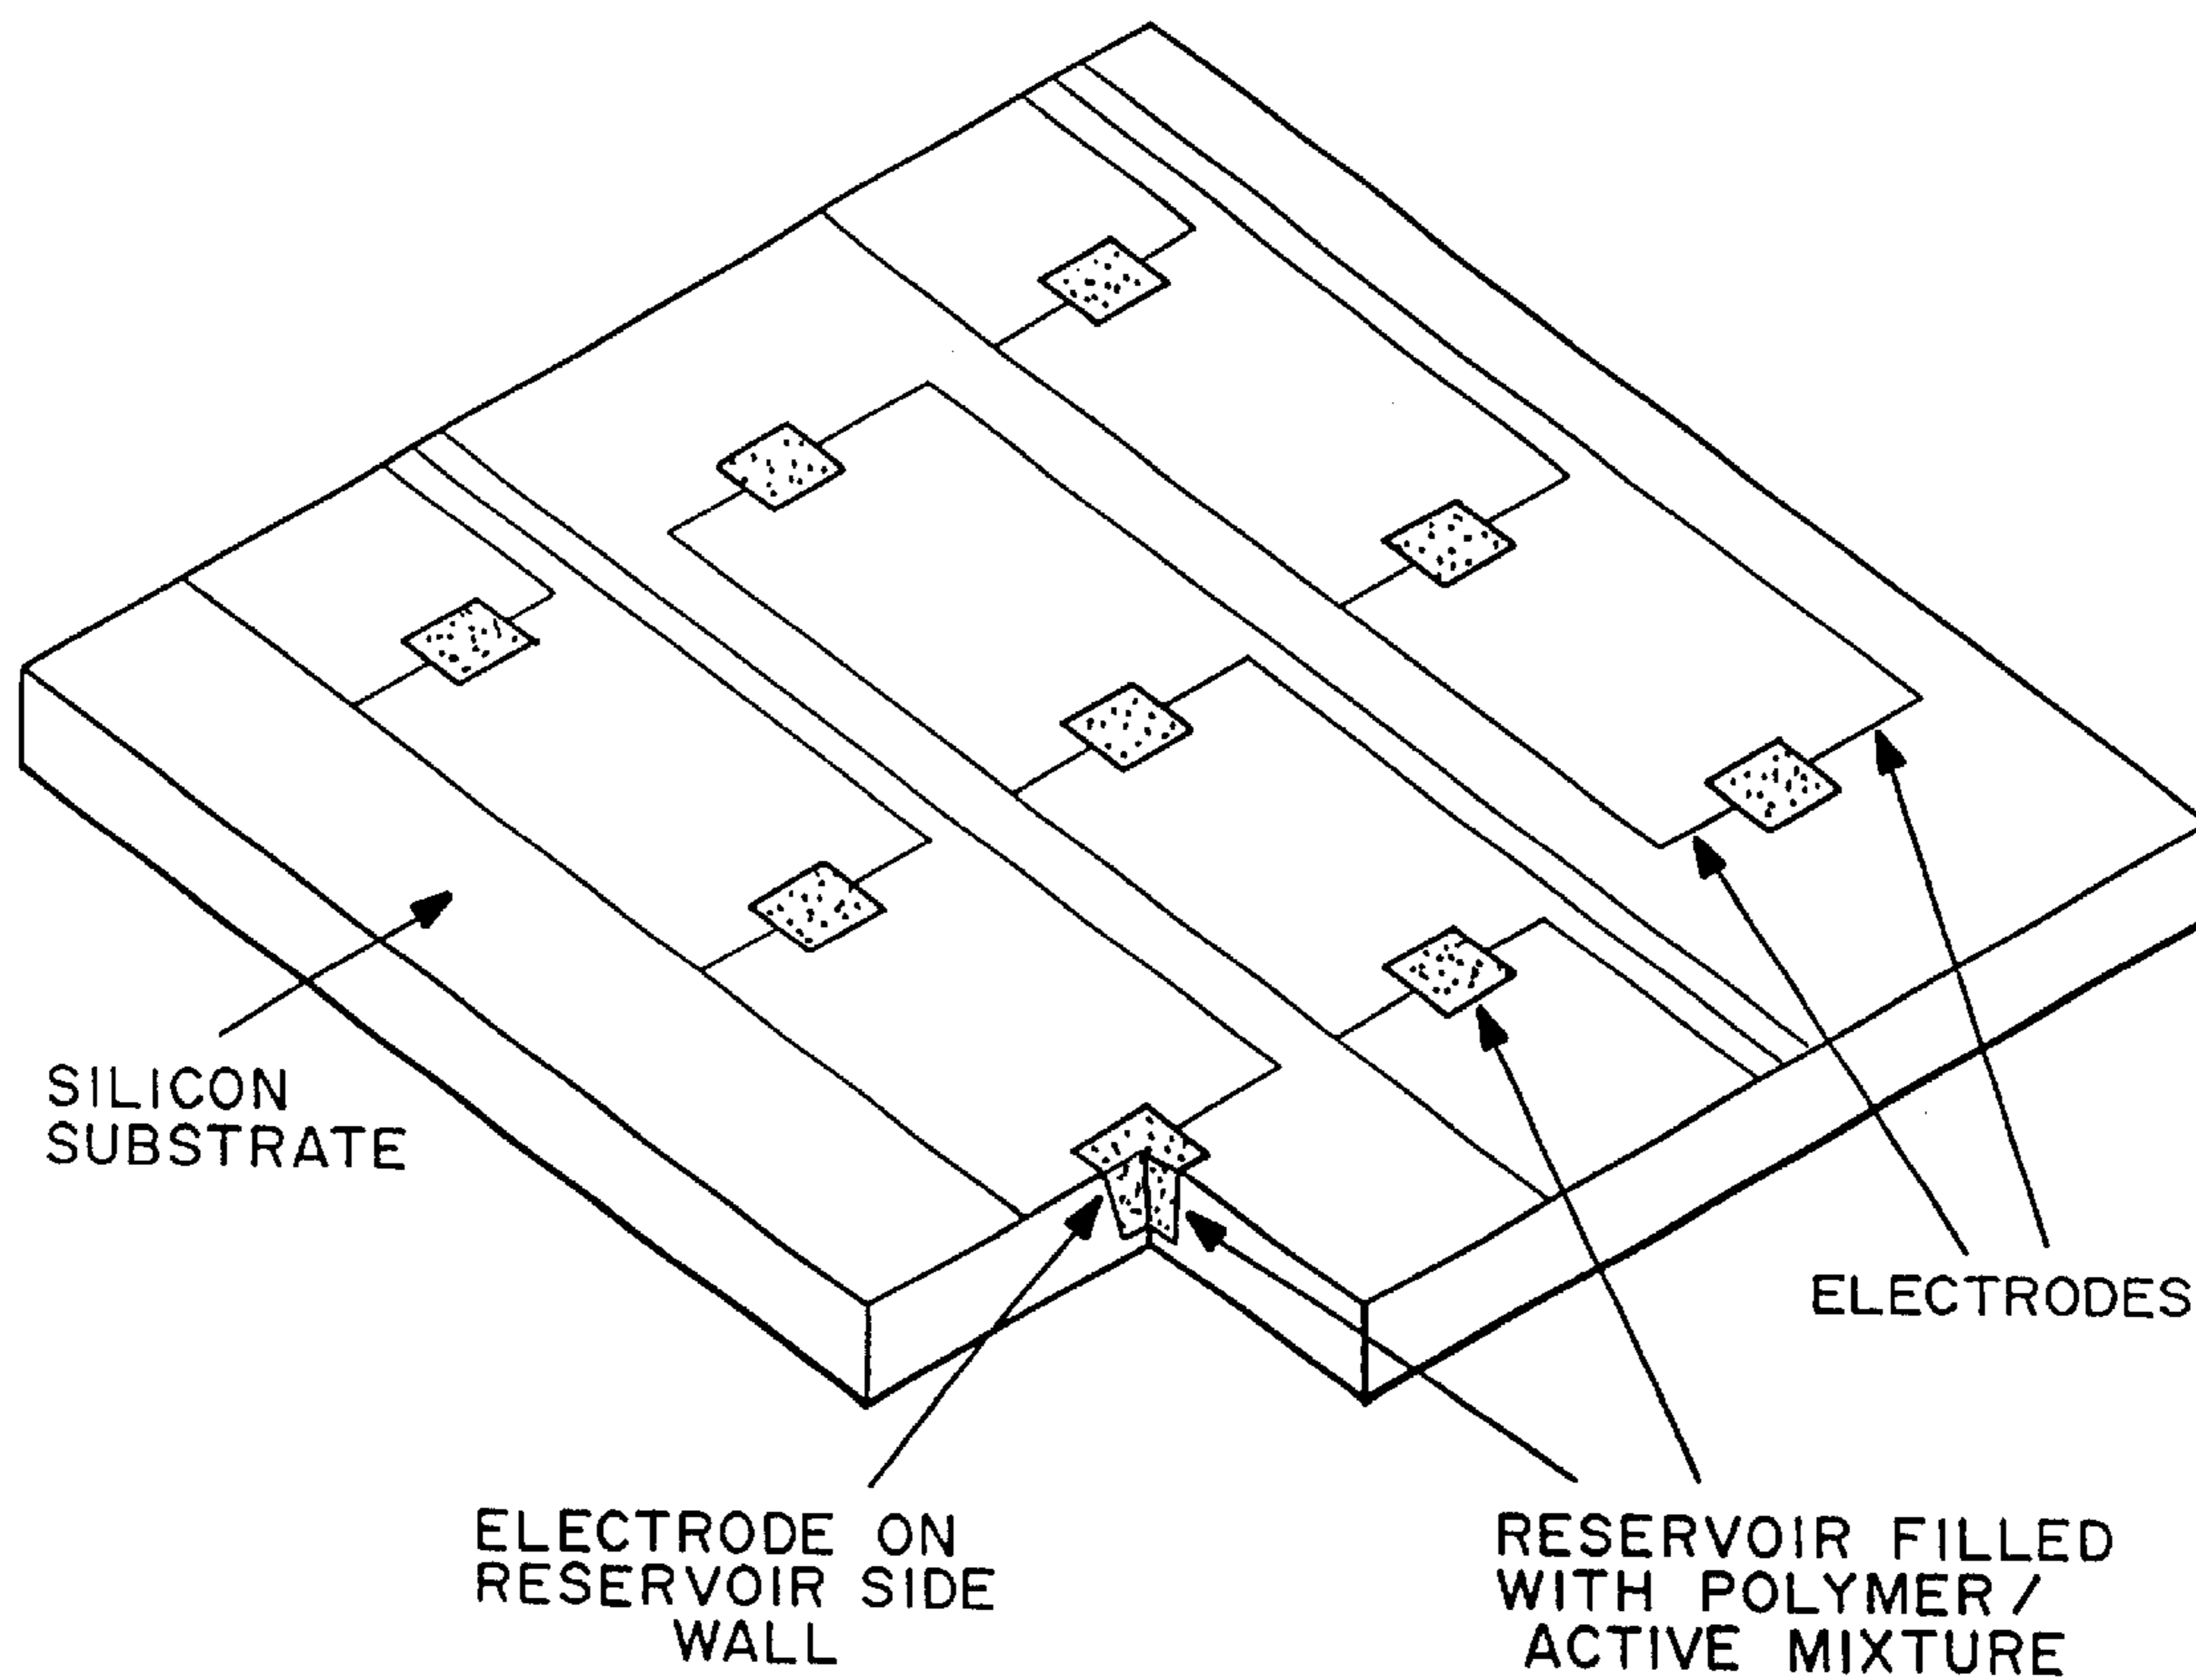 SILICON
SUBSTRATE
ELECTRODES
ELECTRODE ON
RESERVOIR SIDE
WALL
RESERVOIR FILLED
WITH POLYMER/
ACTIVE MIXTURE